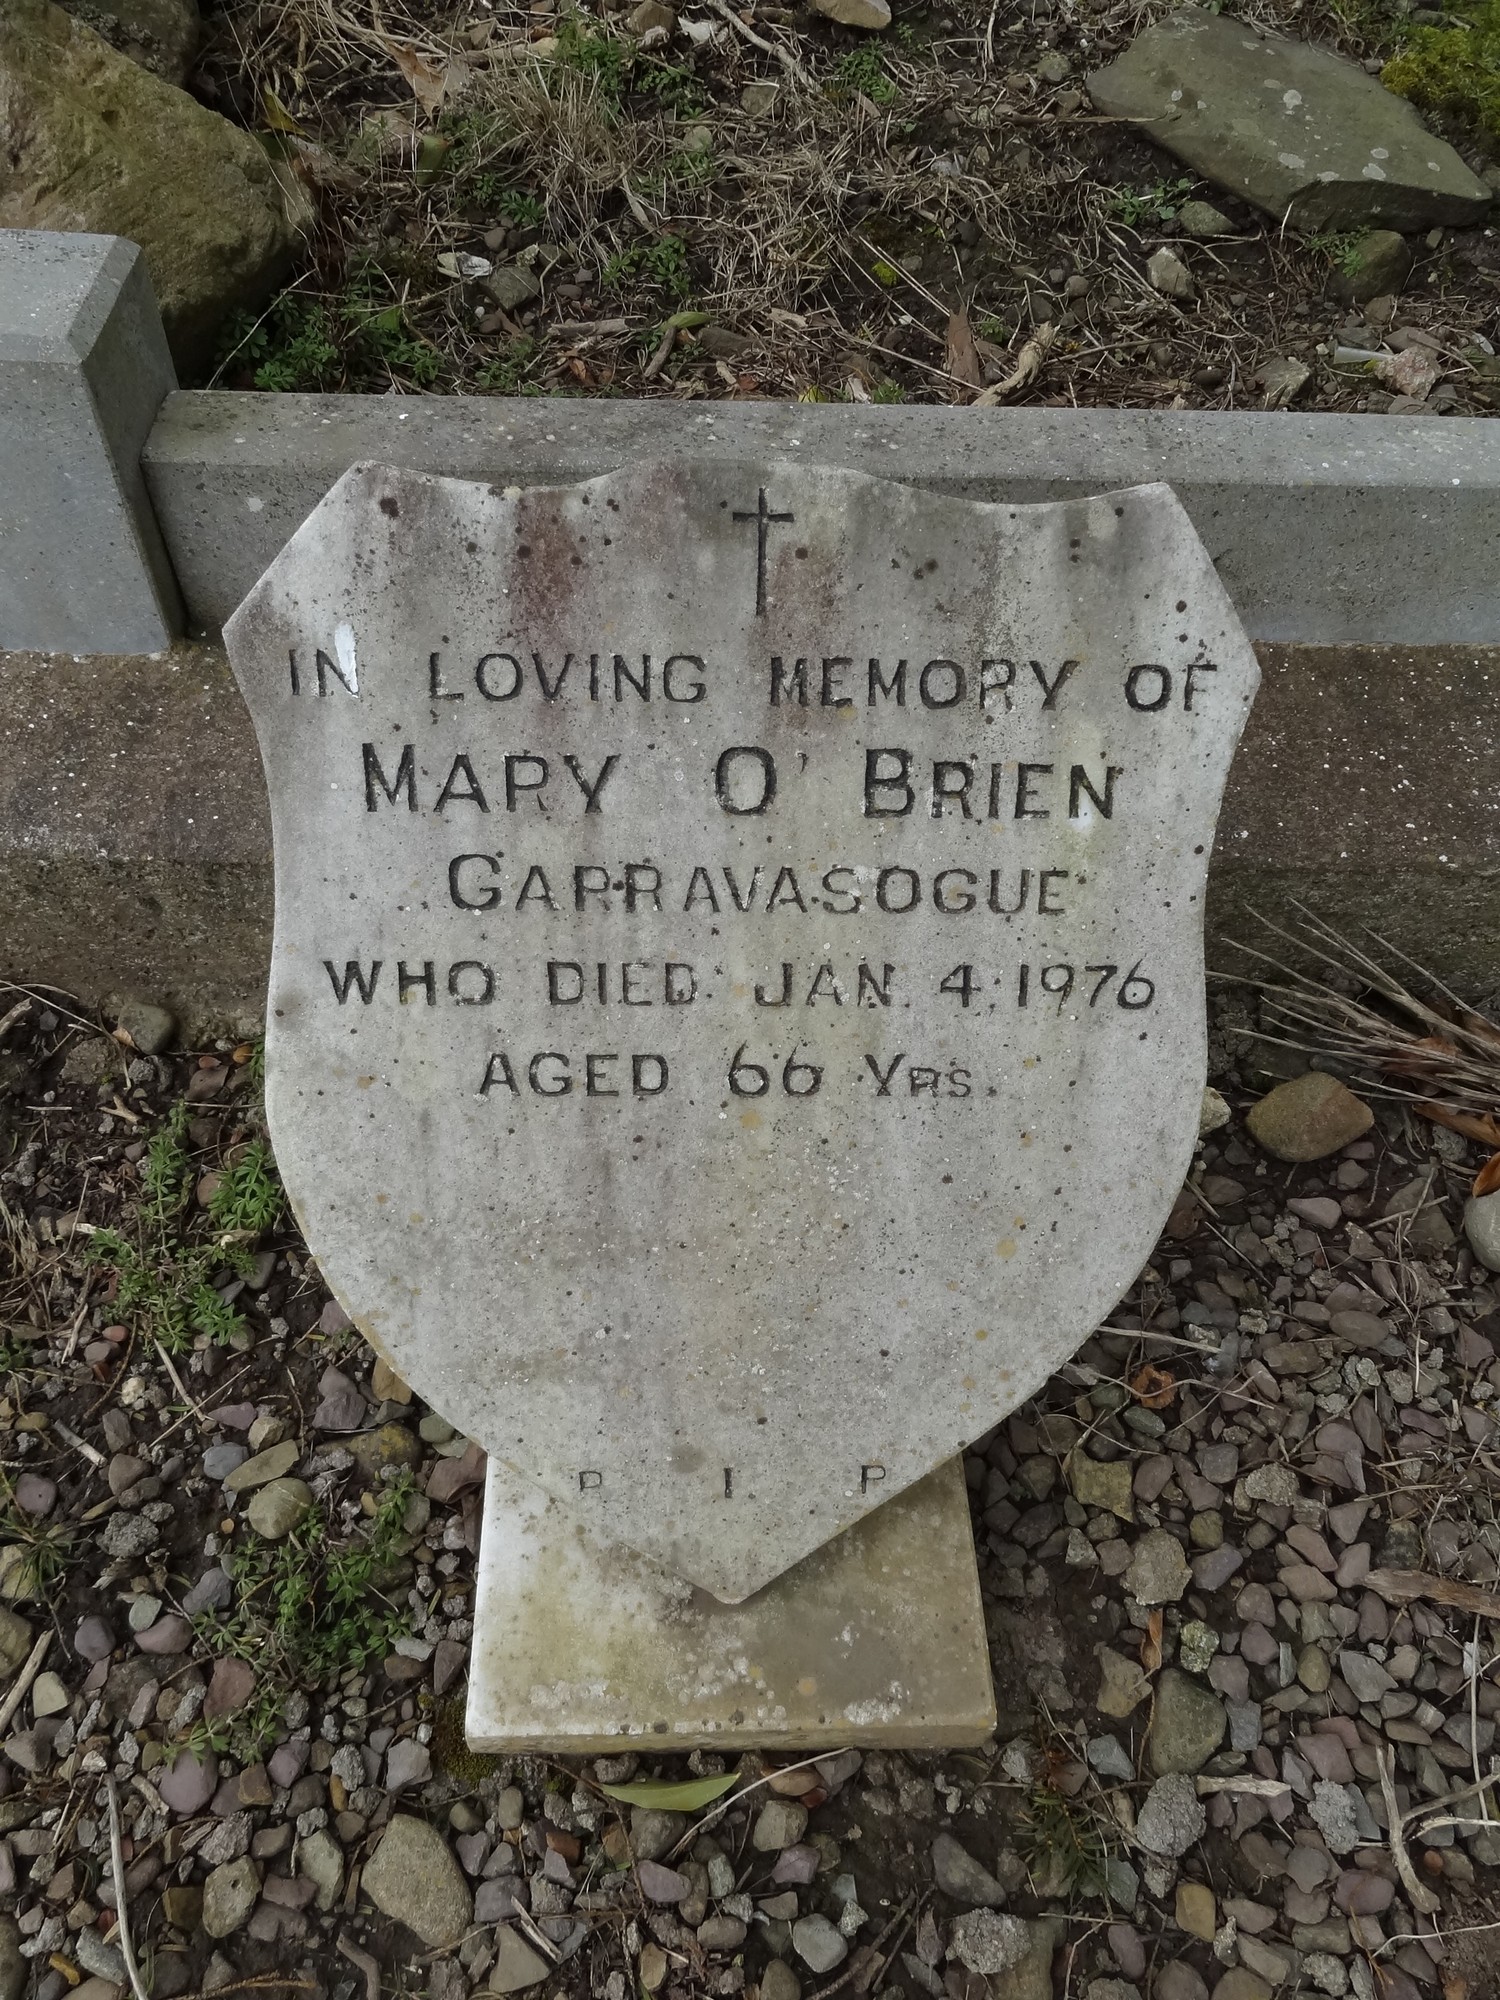 IN LOVING MEMORY OF
MARY O' BRIEN
GARRAVASOGUE
WHO DIED JAN. 4. 1976
AGED 66 YRS.
R I P